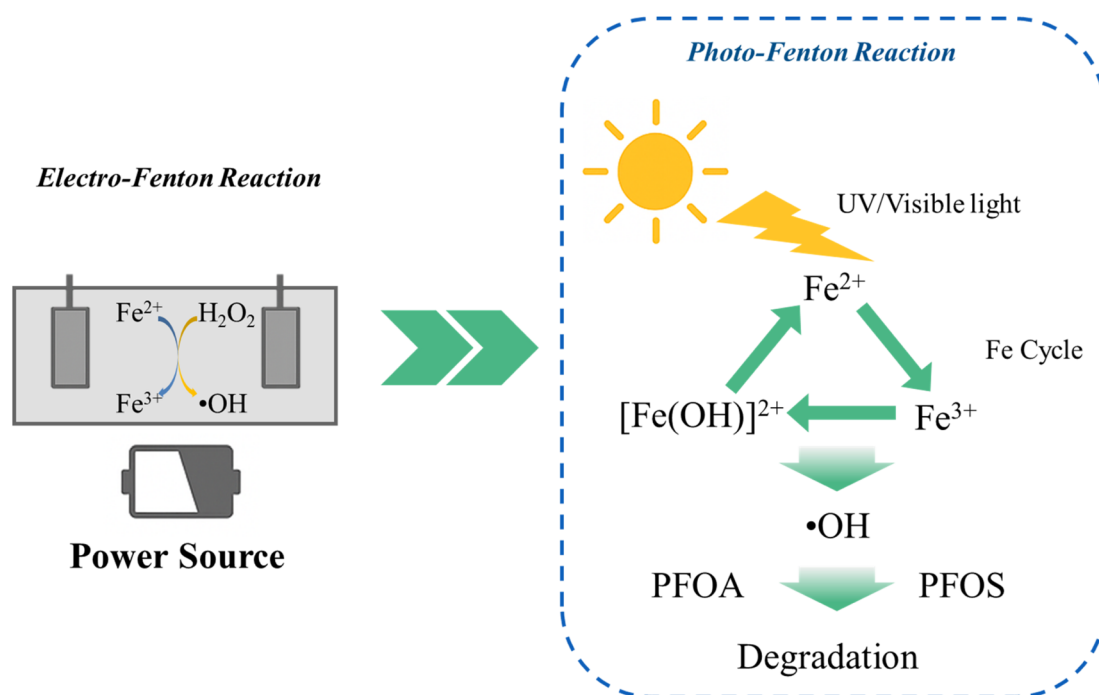 Electro-Fenton Reaction
Fe²⁺
H₂O₂
Fe³⁺
•OH
Power Source
Photo-Fenton Reaction
UV/Visible light
Fe²⁺
Fe Cycle
[Fe(OH)]²⁺
Fe³⁺
•OH
PFOA
PFOS
Degradation